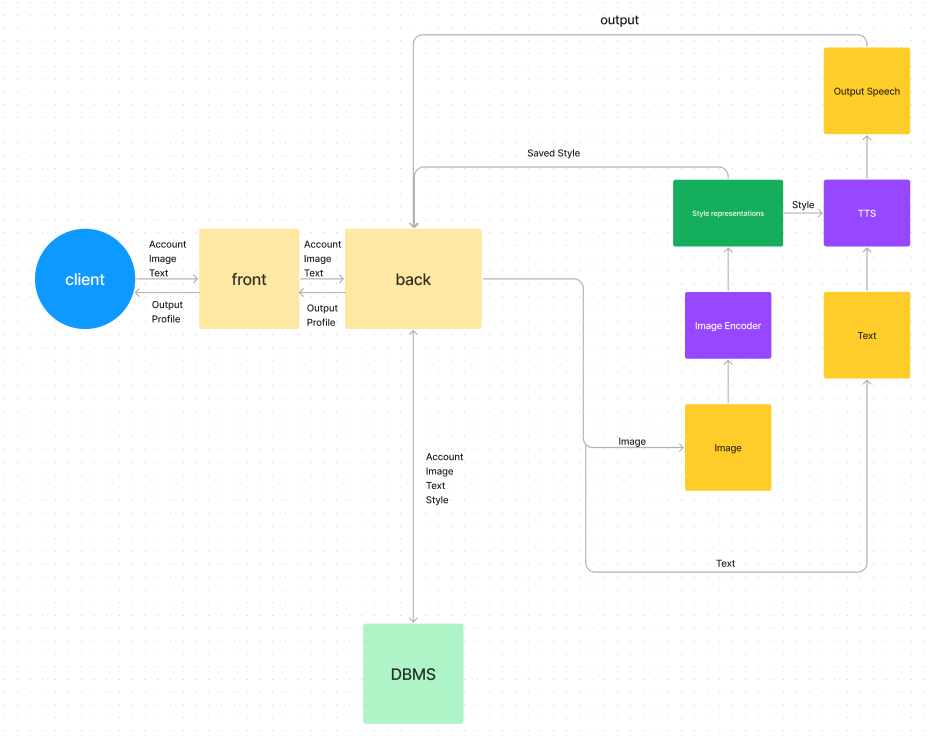 output
Output Speech
Saved Style
Style representations
Style
TTS
Account
Image
Text
Account
Image
Text
client
front
back
Output
Profile
Output
Profile
Image Encoder
Text
Image
Image
Account
Image
Text
Style
Text
DBMS